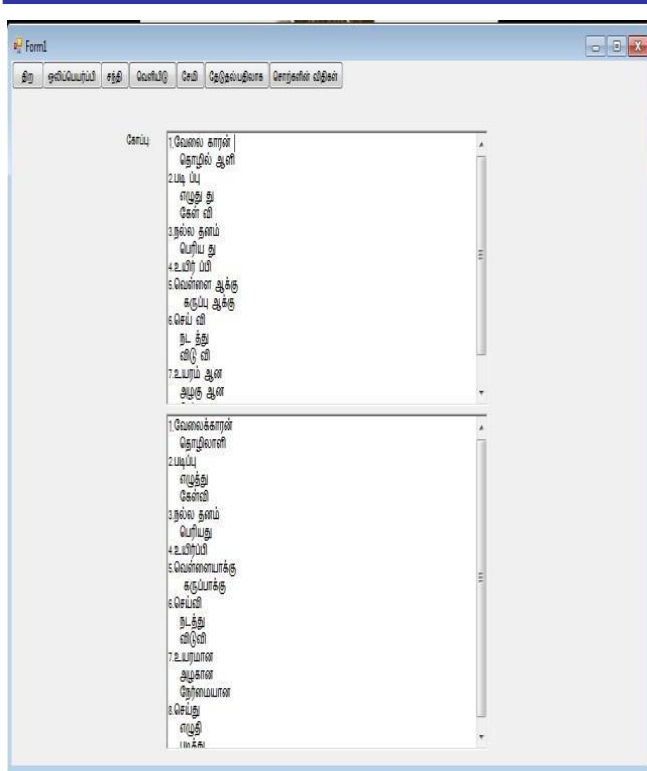 Form1
திற ஒலிப்பெயர்ப்பி சந்தி வெளியிடு சேமி தேடுதல்பதிலாக சொற்களின் விதிகள்
கோப்பு
1.வேலை காரன்
தொழில் ஆளி
2.படி ப்பு
எழுது து
கேள் வி
3.நல்ல தனம்
பெரிய து
4.உயிர் ப்பி
5.வெள்ளை ஆக்கு
கருப்பு ஆக்கு
6.செய் வி
நட த்து
விடு வி
7.உயரம் ஆன
அழகு ஆன
1.வேலைக்காரன்
தொழிலாளி
2.படிப்பு
எழுத்து
கேள்வி
3.நல்ல தனம்
பெரியது
4.உயிர்ப்பி
5.வெள்ளையாக்கு
கருப்பாக்கு
6.செய்வி
நடத்து
விடுவி
7.உயரமான
அழகான
நேர்மையான
8.செய்து
எழுதி